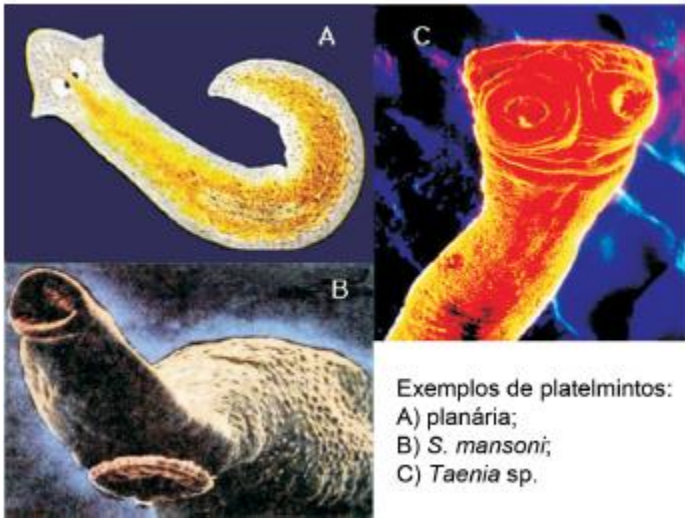 A
C
B
Exemplos de platelmintos:
A) planária;
B) S. mansoni;
C) Taenia sp.